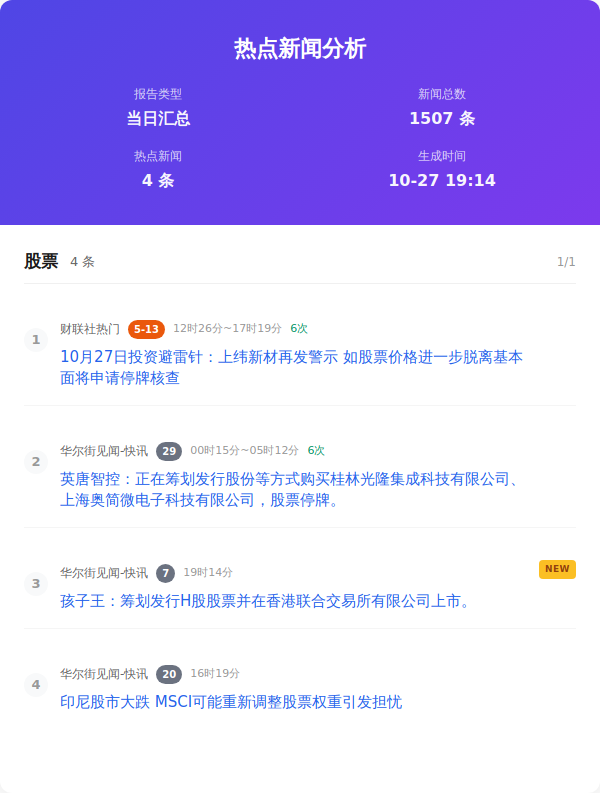 热点新闻分析
报告类型
当日汇总
新闻总数
1507 条
热点新闻
4 条
生成时间
10-27 19:14
股票 4 条 1/1
1
财联社热门 5-13 12时26分~17时19分 6次
10月27日投资避雷针：上纬新材再发警示 如股票价格进一步脱离基本
面将申请停牌核查
2
华尔街见闻-快讯 29 00时15分~05时12分 6次
英唐智控：正在筹划发行股份等方式购买桂林光隆集成科技有限公司、
上海奥简微电子科技有限公司，股票停牌。
3
华尔街见闻-快讯 7 19时14分 NEW
孩子王：筹划发行H股股票并在香港联合交易所有限公司上市。
4
华尔街见闻-快讯 20 16时19分
印尼股市大跌 MSCI可能重新调整股票权重引发担忧